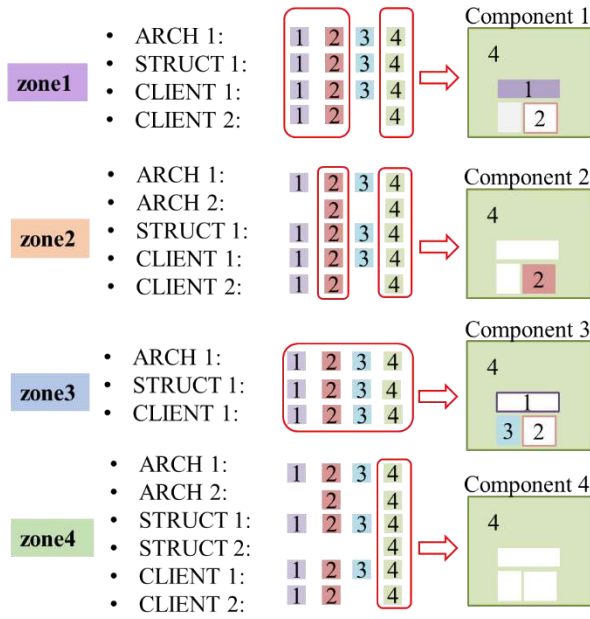 Component 1
• ARCH 1: 1 2 3 4
• STRUCT 1: 1 2 3 4
• CLIENT 1: 1 2 3 4
• CLIENT 2: 1 2 4
zone1
4
1
2
Component 2
• ARCH 1: 1 2 3 4
• ARCH 2: 2 4
• STRUCT 1: 1 2 3 4
• CLIENT 1: 1 2 3 4
• CLIENT 2: 1 2 4
zone2
4
2
Component 3
• ARCH 1: 1 2 3 4
• STRUCT 1: 1 2 3 4
• CLIENT 1: 1 2 3 4
zone3
4
1
3 2
Component 4
• ARCH 1: 1 2 3 4
• ARCH 2: 2 4
• STRUCT 1: 1 2 3 4
• STRUCT 2: 4
• CLIENT 1: 1 2 3 4
• CLIENT 2: 1 2 4
zone4
4